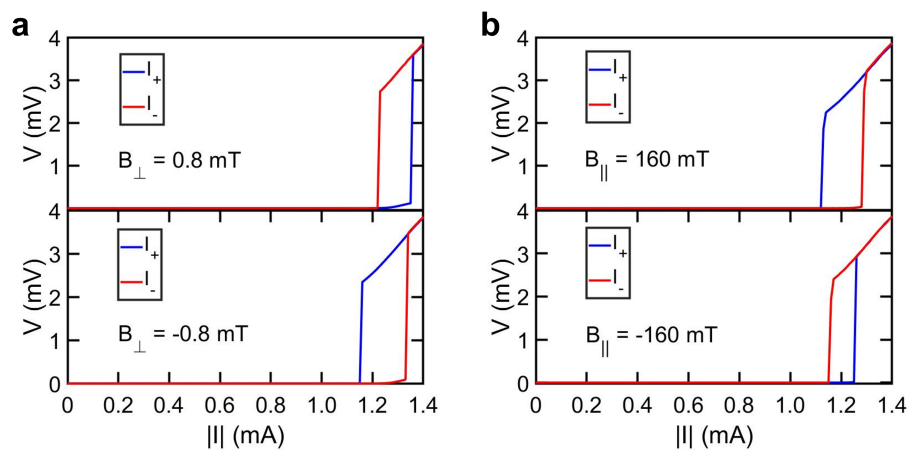 a
V (mV)
4
3
2
1
I+
I-
B⊥ = 0.8 mT
V (mV)
4
3
2
1
0
I+
I-
B⊥ = -0.8 mT
0 0.2 0.4 0.6 0.8 1.0 1.2 1.4
|I| (mA)
b
V (mV)
4
3
2
1
I+
I-
B|| = 160 mT
V (mV)
4
3
2
1
0
I+
I-
B|| = -160 mT
0 0.2 0.4 0.6 0.8 1.0 1.2 1.4
|I| (mA)